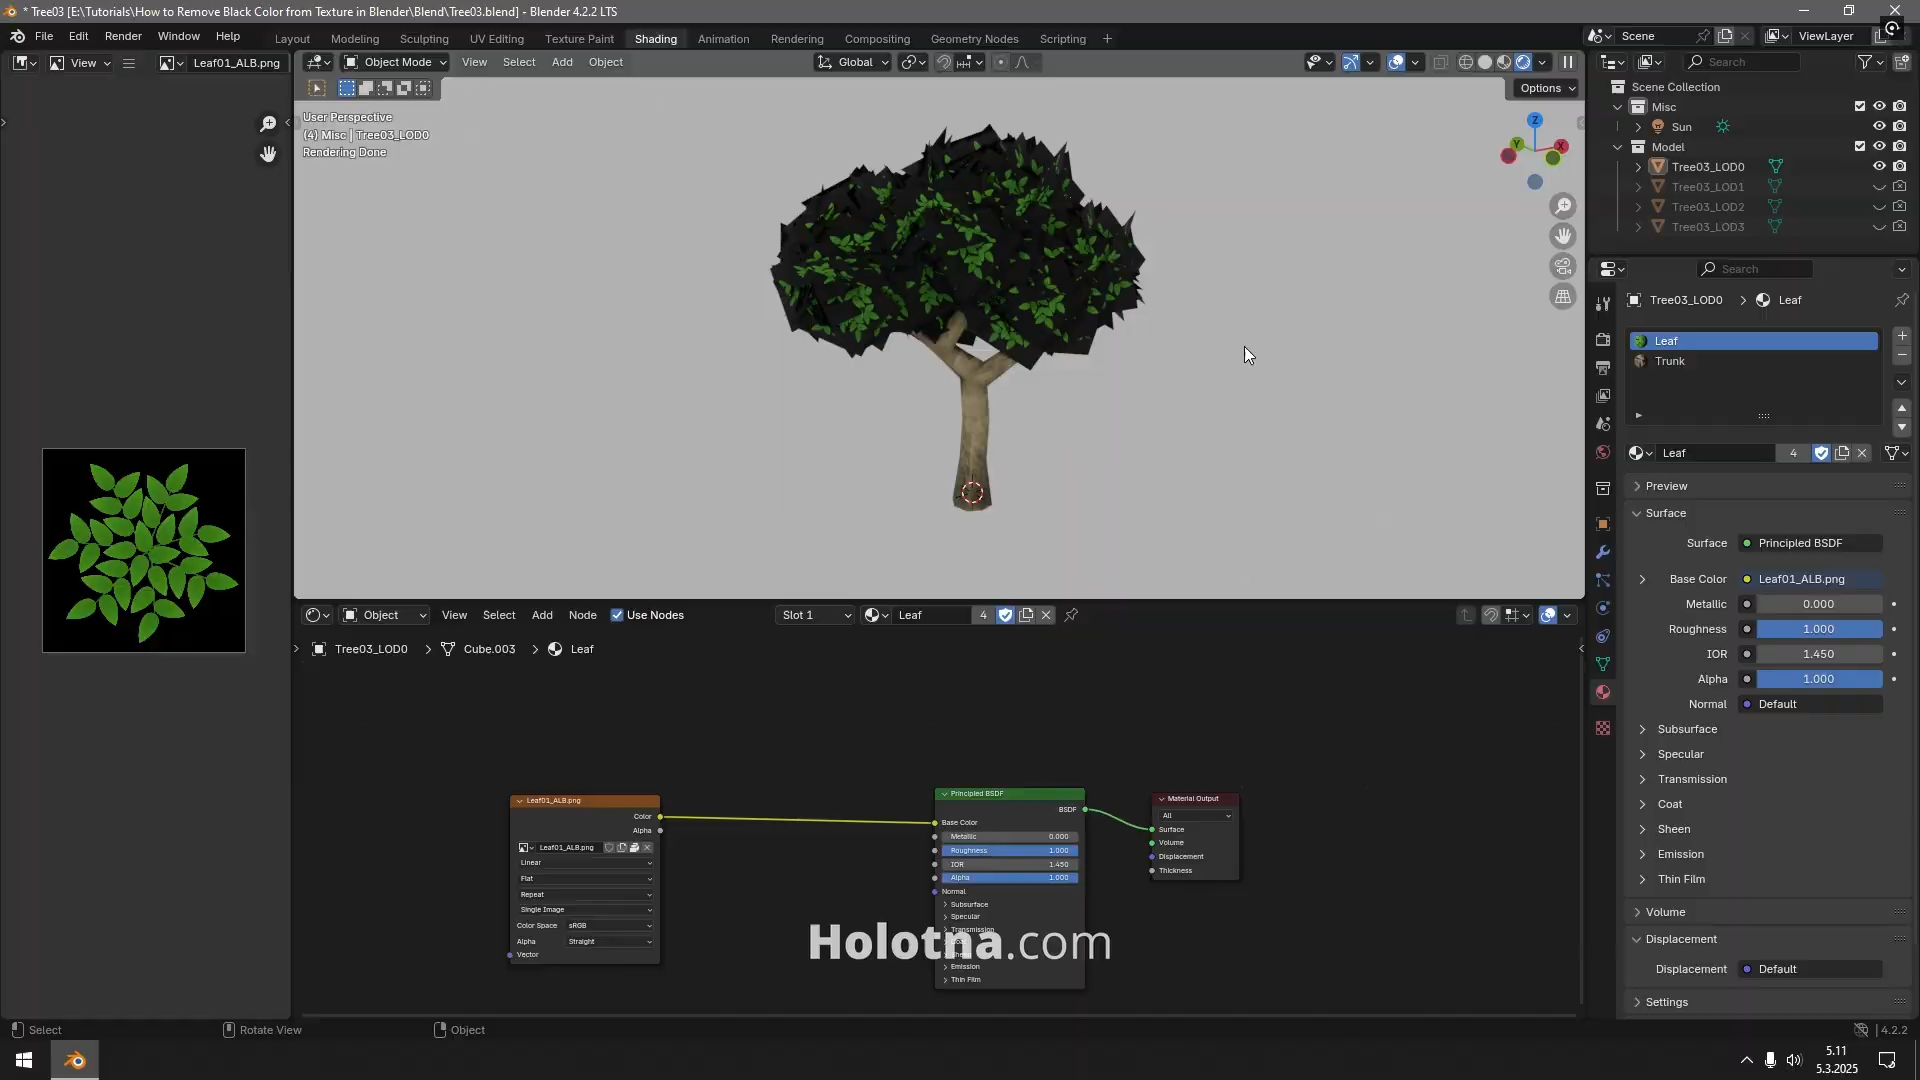 * Tree03 [E:\Tutorials\How to Remove Black Color from Texture in Blender\Blend\Tree03.blend] - Blender 4.2.2 LTS
File Edit Render Window Help Layout Modeling Sculpting UV Editing Texture Paint Shading Animation Rendering Compositing Geometry Nodes Scripting + Scene ViewLayer
View Leaf01_ALB.png Object Mode View Select Add Object Global Search
Options
User Perspective
(4) Misc | Tree03_LOD0
Rendering Done
Z
Y
X
Scene Collection
Misc
Sun
Model
Tree03_LOD0
Tree03_LOD1
Tree03_LOD2
Tree03_LOD3
Search
Tree03_LOD0 > Leaf
Leaf
Trunk
Leaf 4
Preview
Surface
Surface Principled BSDF
Base Color Leaf01_ALB.png
Metallic 0.000
Roughness 1.000
IOR 1.450
Alpha 1.000
Normal Default
Subsurface
Specular
Transmission
Coat
Sheen
Emission
Thin Film
Volume
Displacement
Displacement Default
Settings
Object View Select Add Node Use Nodes Slot 1 Leaf 4
Tree03_LOD0 > Cube.003 > Leaf
Leaf01_ALB.png
Color
Alpha
Leaf01_ALB.png
Linear
Flat
Repeat
Single Image
Color Space sRGB
Alpha Straight
Vector
Principled BSDF
BSDF
Base Color
Metallic 0.000
Roughness 1.000
IOR 1.450
Alpha 1.000
Normal
Subsurface
Specular
Transmission
Emission
Thin Film
Material Output
All
Surface
Volume
Displacement
Thickness
Holotna.com
Select Rotate View Object 4.2.2
5.11
5.3.2025